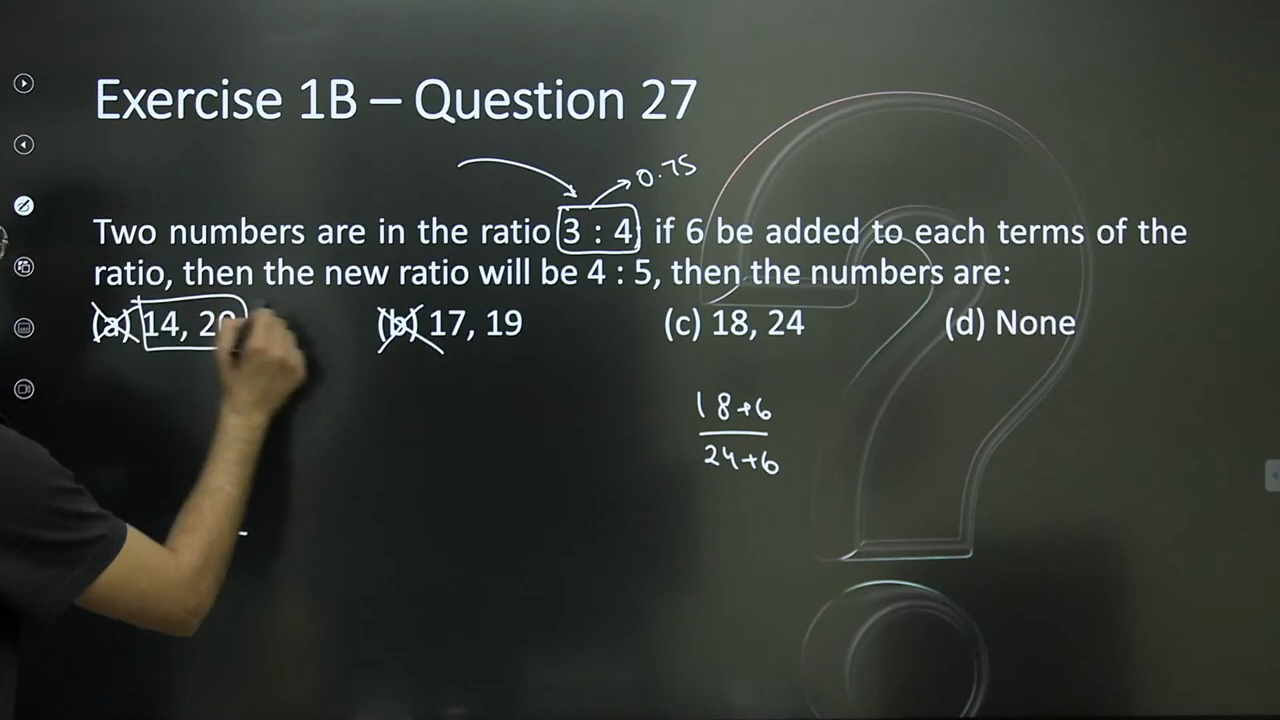 Exercise 1B – Question 27
0.75
Two numbers are in the ratio 3 : 4, if 6 be added to each terms of the
ratio, then the new ratio will be 4 : 5, then the numbers are:
(a) 14, 20 (b) 17, 19 (c) 18, 24 (d) None
18+6
24+6